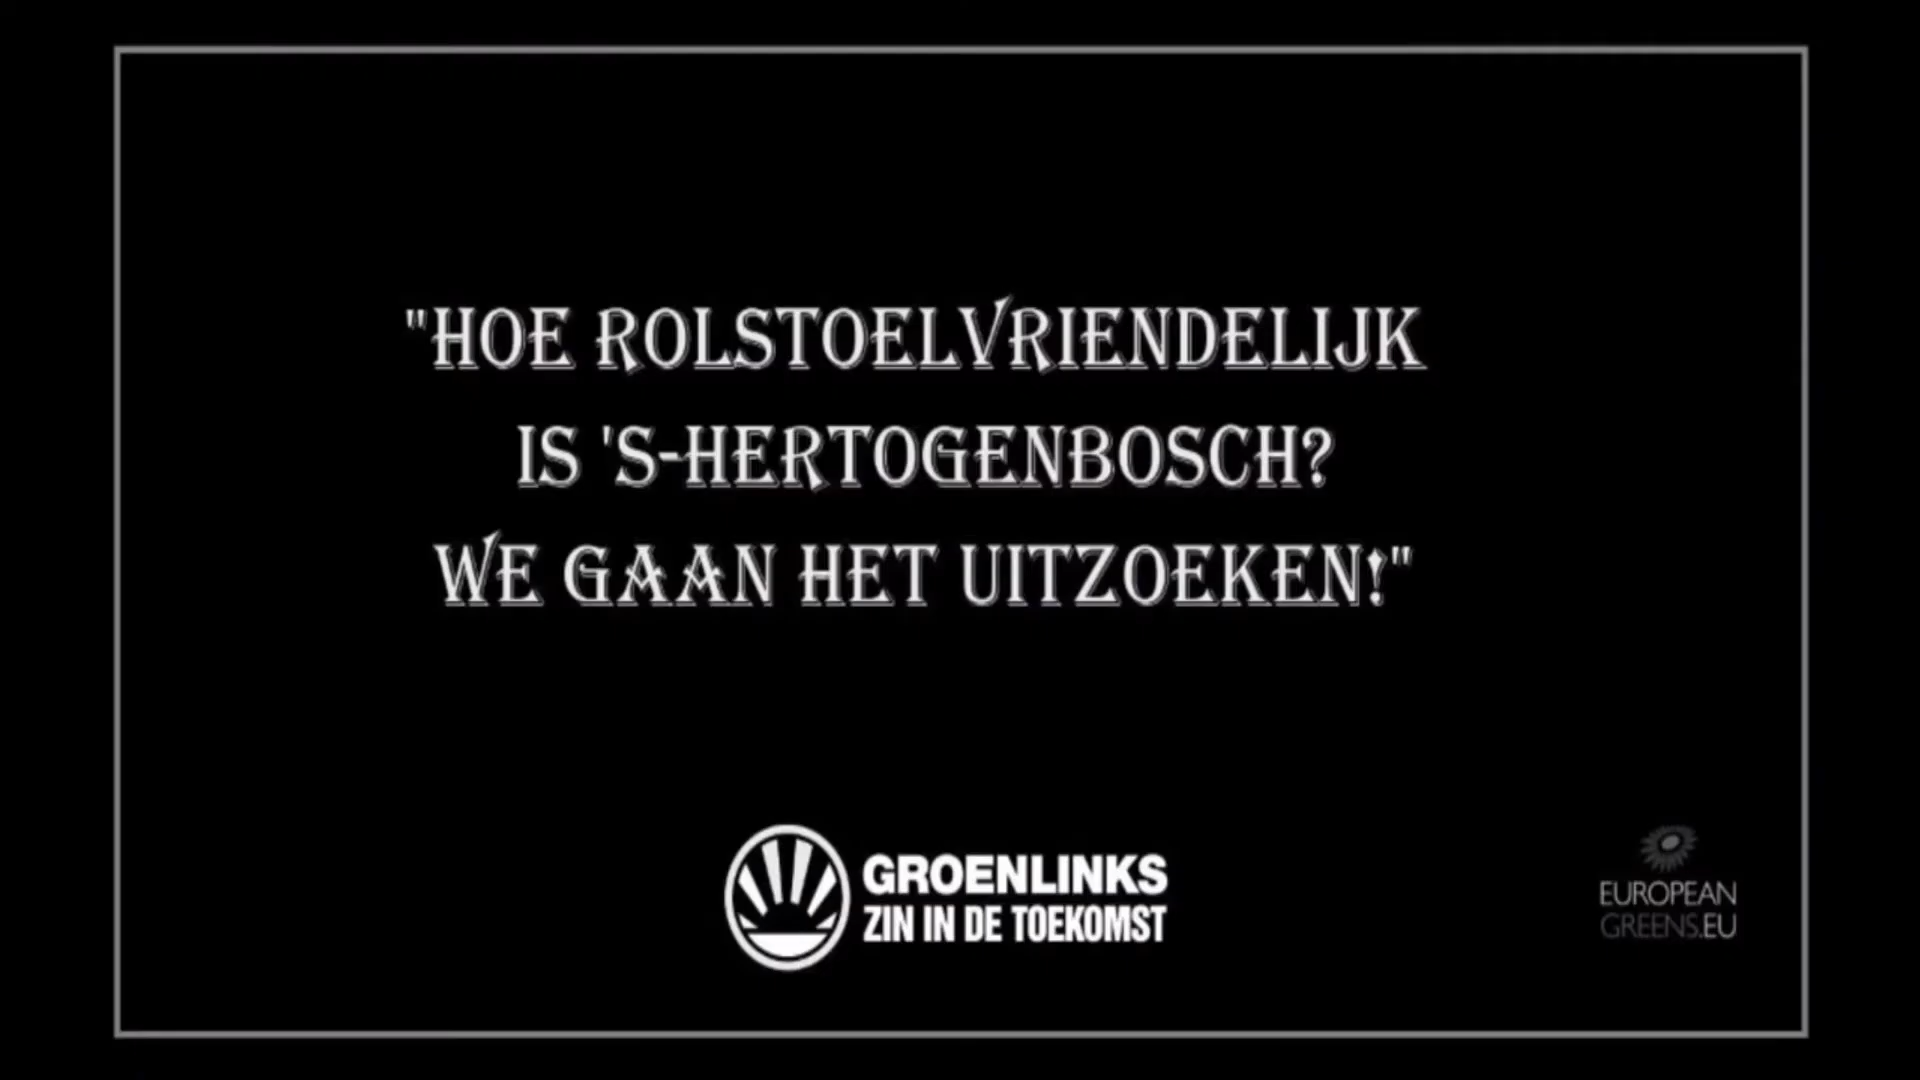 "HOE ROLSTOELVRIENDELIJK
IS 'S-HERTOGENBOSCH?
WE GAAN HET UITZOEKEN!"
GROENLINKS
ZIN IN DE TOEKOMST
EUROPEAN
GREENS.EU